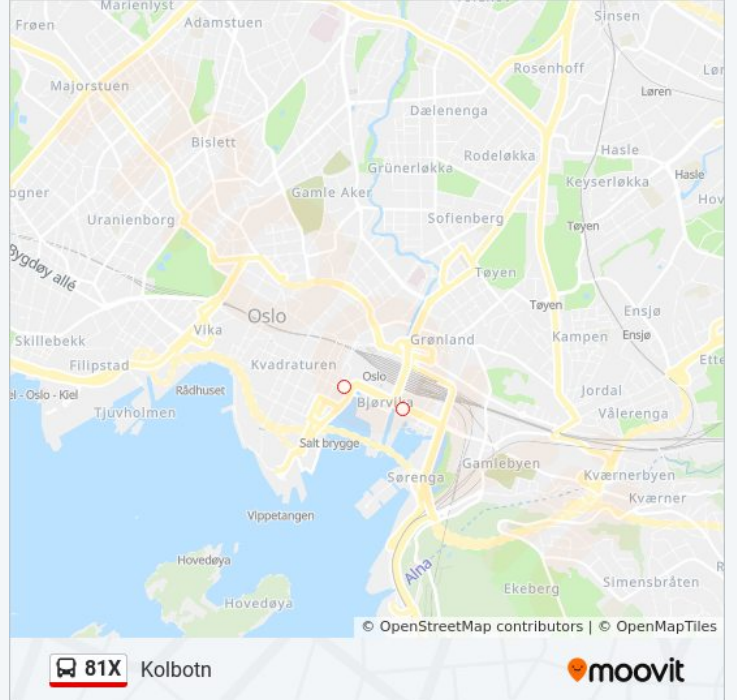 Marienlyst
Frøen
Adamstuen
Sinsen
Rosenhoff
Majorstuen
Løren
Dælenenga
Bislett
Hasle
Rodeløkka
Grünerløkka
Hasle
Keyserløkka
Gamle Aker
ogner
Hov
Uranienborg
Sofienberg
Tøyen
Bygdøy allé
Tøyen
Tøyen
Ensjø
Oslo
Vika
Grønland
Kampen
Ensjø
Skillebekk
Filipstad
Kvadraturen
Ette
Oslo
Rådhuset
Jordal
el - Oslo - Kiel
Bjørvika
Tjuvholmen
Vålerenga
Salt brygge
Gamlebyen
Sørenga
Kværnerbyen
Kværner
Vippetangen
Hovedøya
Alna
Simensbråten
Ekeberg
Hovedøya
© OpenStreetMap contributors | © OpenMapTiles
81X Kolbotn
moovit